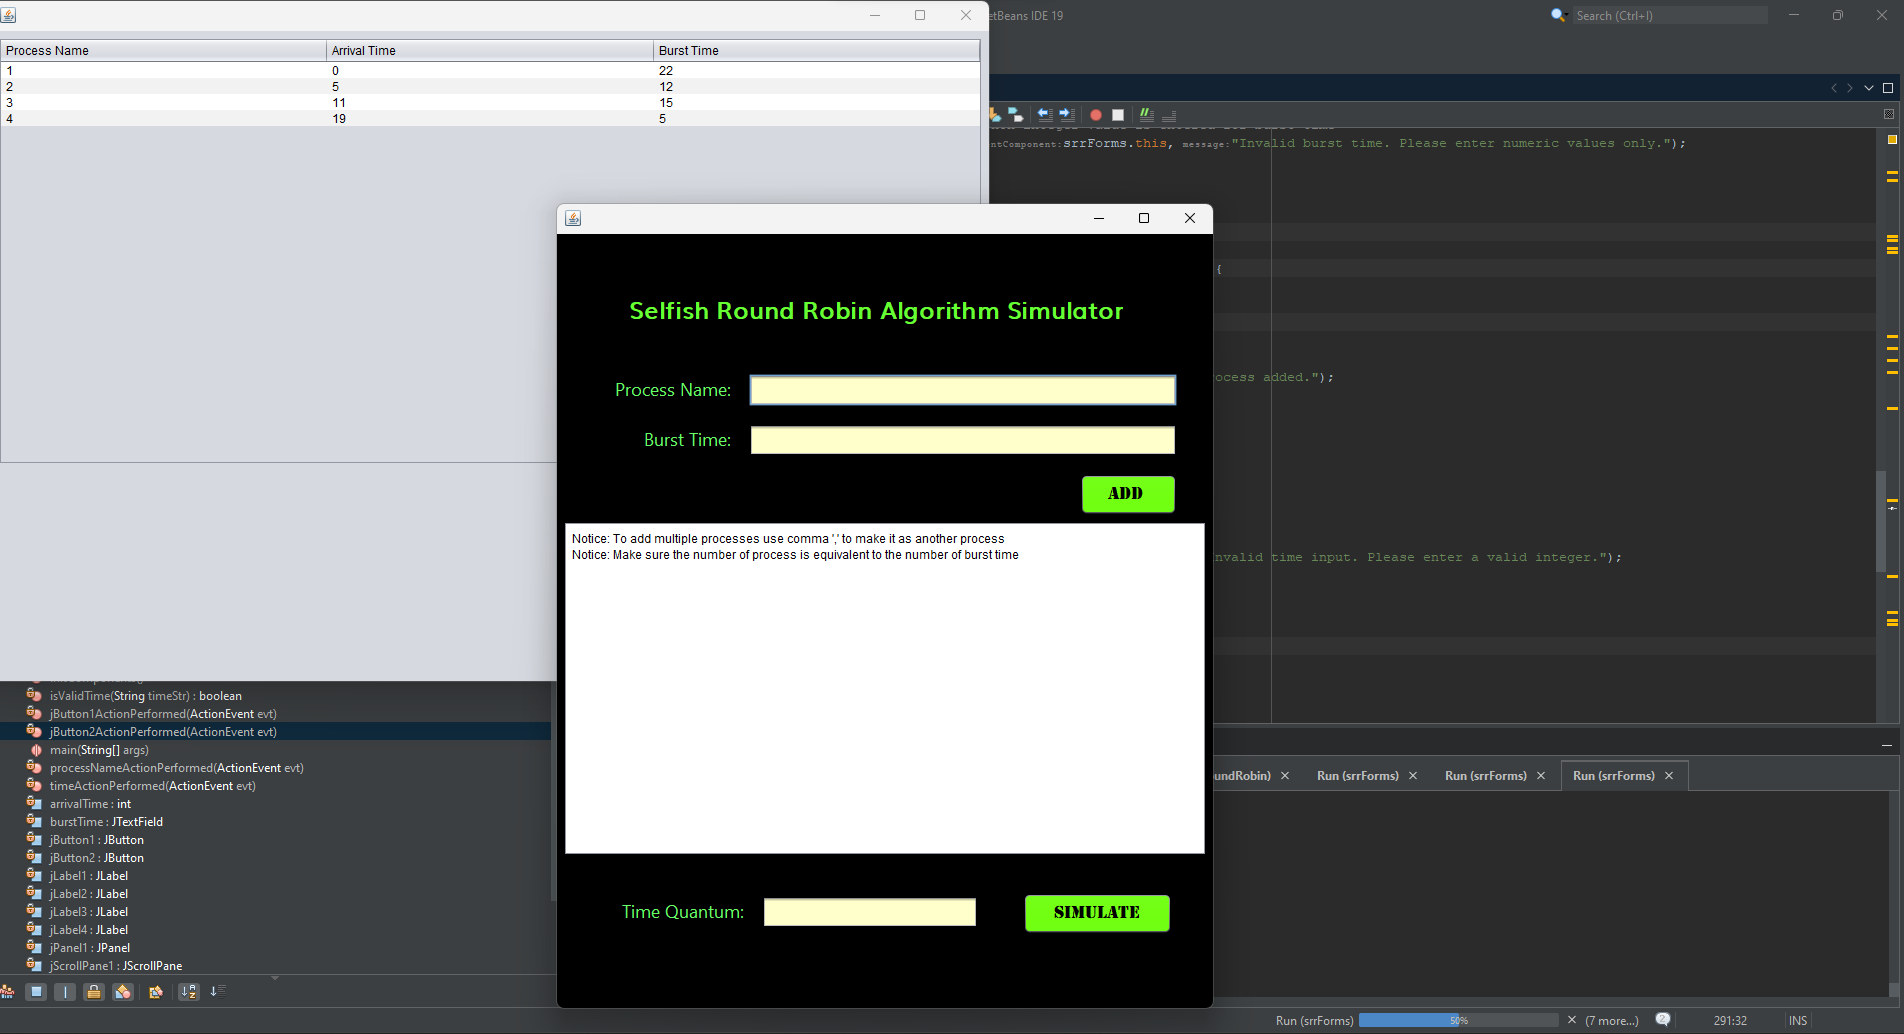 etBeans IDE 19
Search (Ctrl+I)
Process Name Arrival Time Burst Time
1 0 22
2 5 12
3 11 15
4 19 5
ntComponent: srrForms.this, message: "Invalid burst time. Please enter numeric values only.");
{
ocess added.");
nvalid time input. Please enter a valid integer.");
Selfish Round Robin Algorithm Simulator
Process Name:
Burst Time:
ADD
Notice: To add multiple processes use comma ',' to make it as another process
Notice: Make sure the number of process is equivalent to the number of burst time
Time Quantum:
SIMULATE
isValidTime(String timeStr) : boolean
jButton1ActionPerformed(ActionEvent evt)
jButton2ActionPerformed(ActionEvent evt)
main(String[] args)
processNameActionPerformed(ActionEvent evt)
timeActionPerformed(ActionEvent evt)
arrivalTime : int
burstTime : JTextField
jButton1 : JButton
jButton2 : JButton
jLabel1 : JLabel
jLabel2 : JLabel
jLabel3 : JLabel
jLabel4 : JLabel
jPanel1 : JPanel
jScrollPane1 : JScrollPane
undRobin) Run (srrForms) Run (srrForms) Run (srrForms)
Run (srrForms) 50% (7 more...) 2 291:32 INS